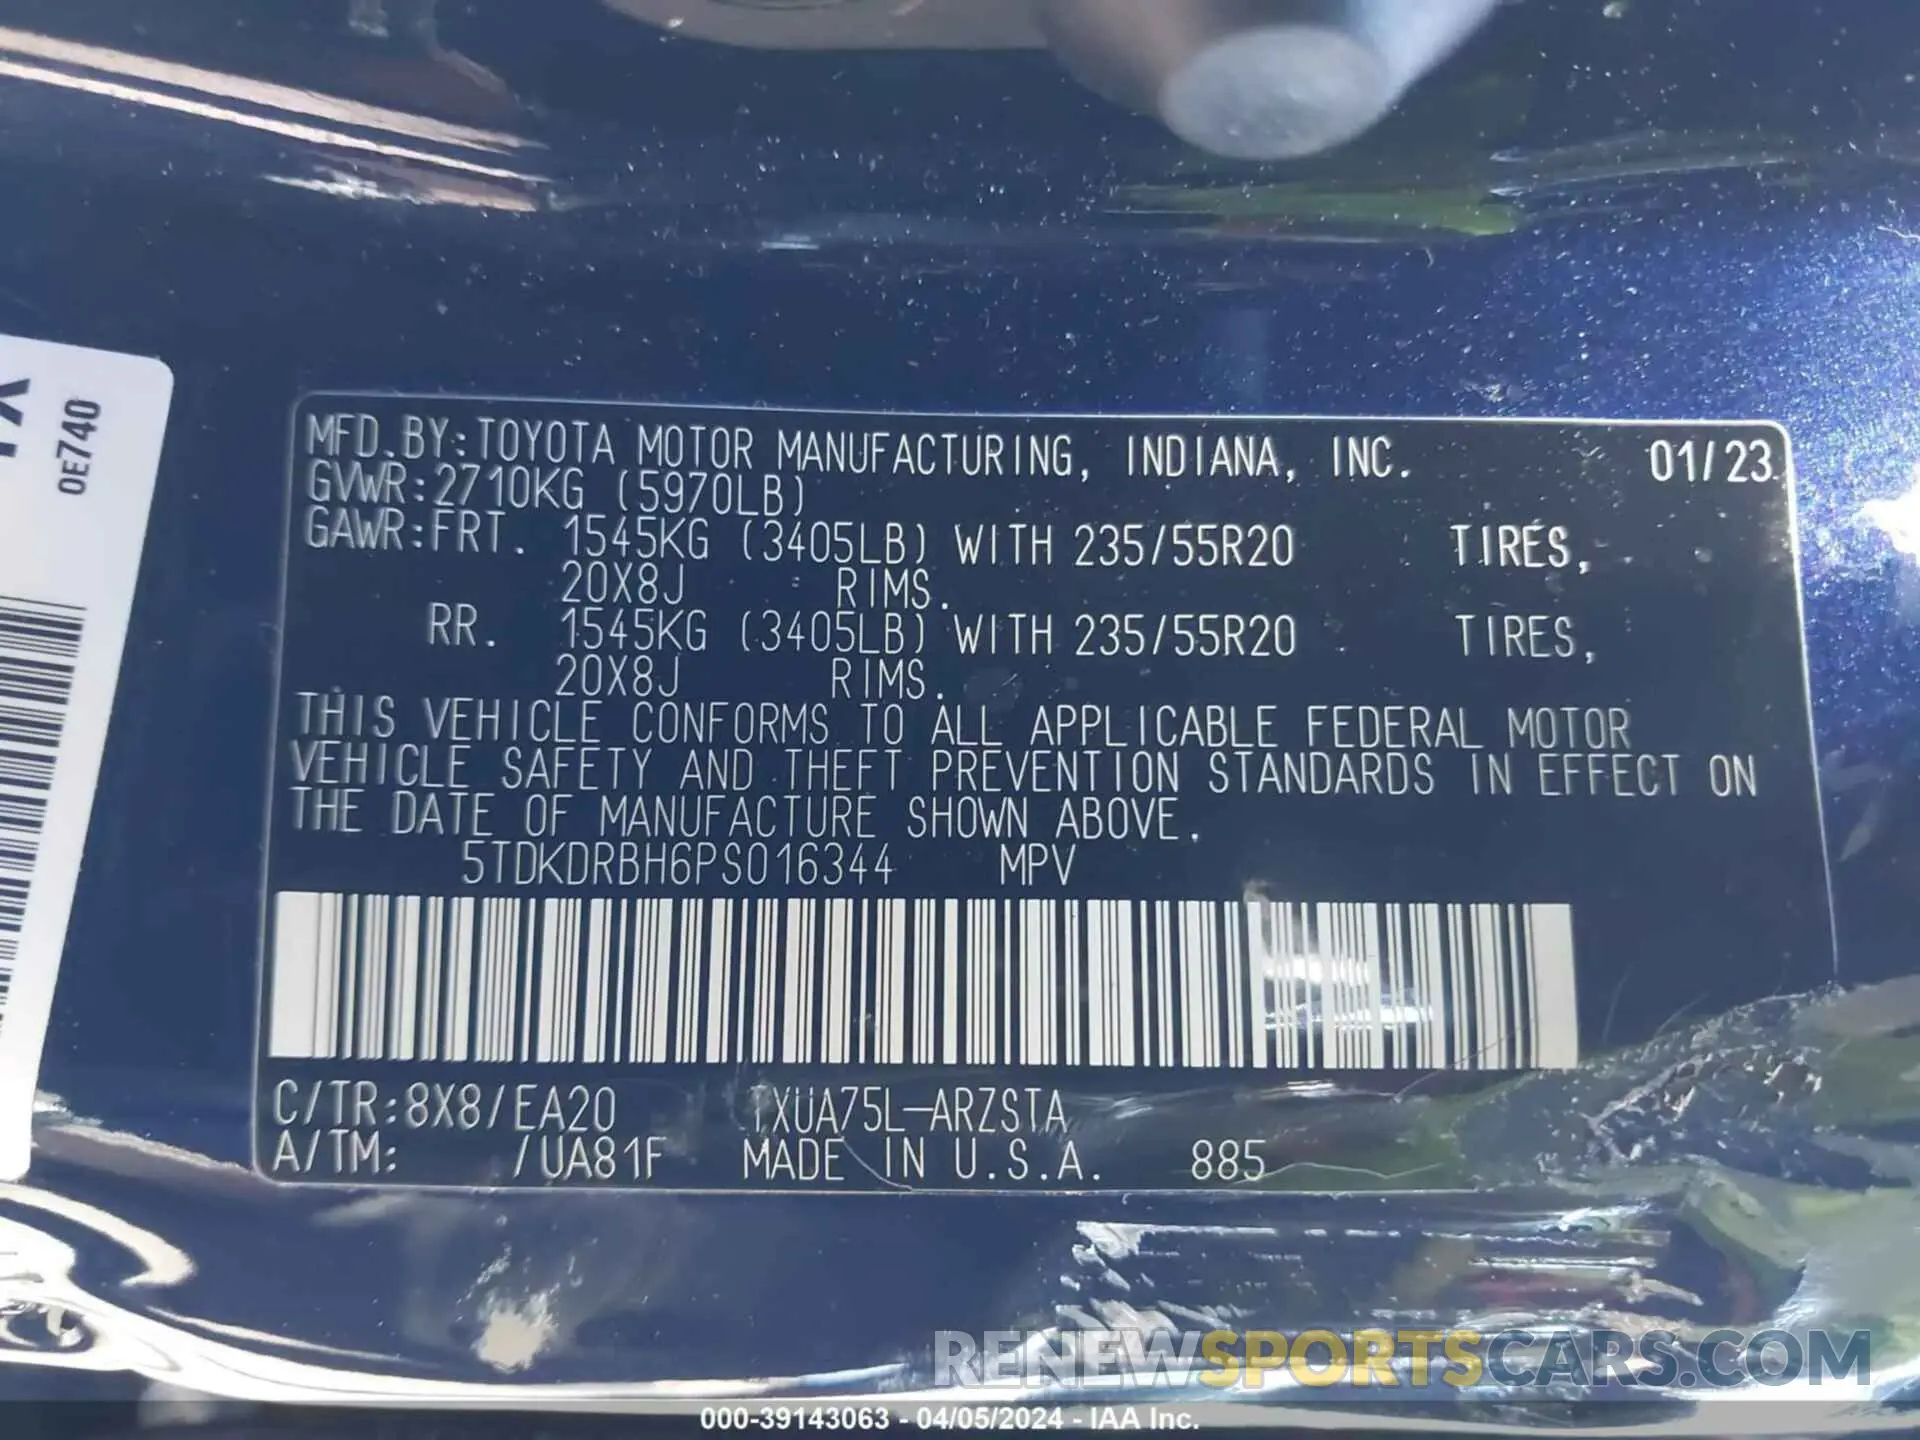 MFD.BY:TOYOTA MOTOR MANUFACTURING, INDIANA, INC. 01/23
GVWR:2710KG (5970LB)
GAWR:FRT. 1545KG (3405LB) WITH 235/55R20 TIRES,
20X8J RIMS.
RR. 1545KG (3405LB) WITH 235/55R20 TIRES,
20X8J RIMS.
THIS VEHICLE CONFORMS TO ALL APPLICABLE FEDERAL MOTOR
VEHICLE SAFETY AND THEFT PREVENTION STANDARDS IN EFFECT ON
THE DATE OF MANUFACTURE SHOWN ABOVE.
5TDKDRBH6PS016344 MPV
C/TR:8X8/EA20 TXUA75L-ARZSTA
A/TM: /UA81F MADE IN U.S.A. 885
0E740
RENEWSPORTSCARS.COM
000-39143063 - 04/05/2024 - IAA Inc.